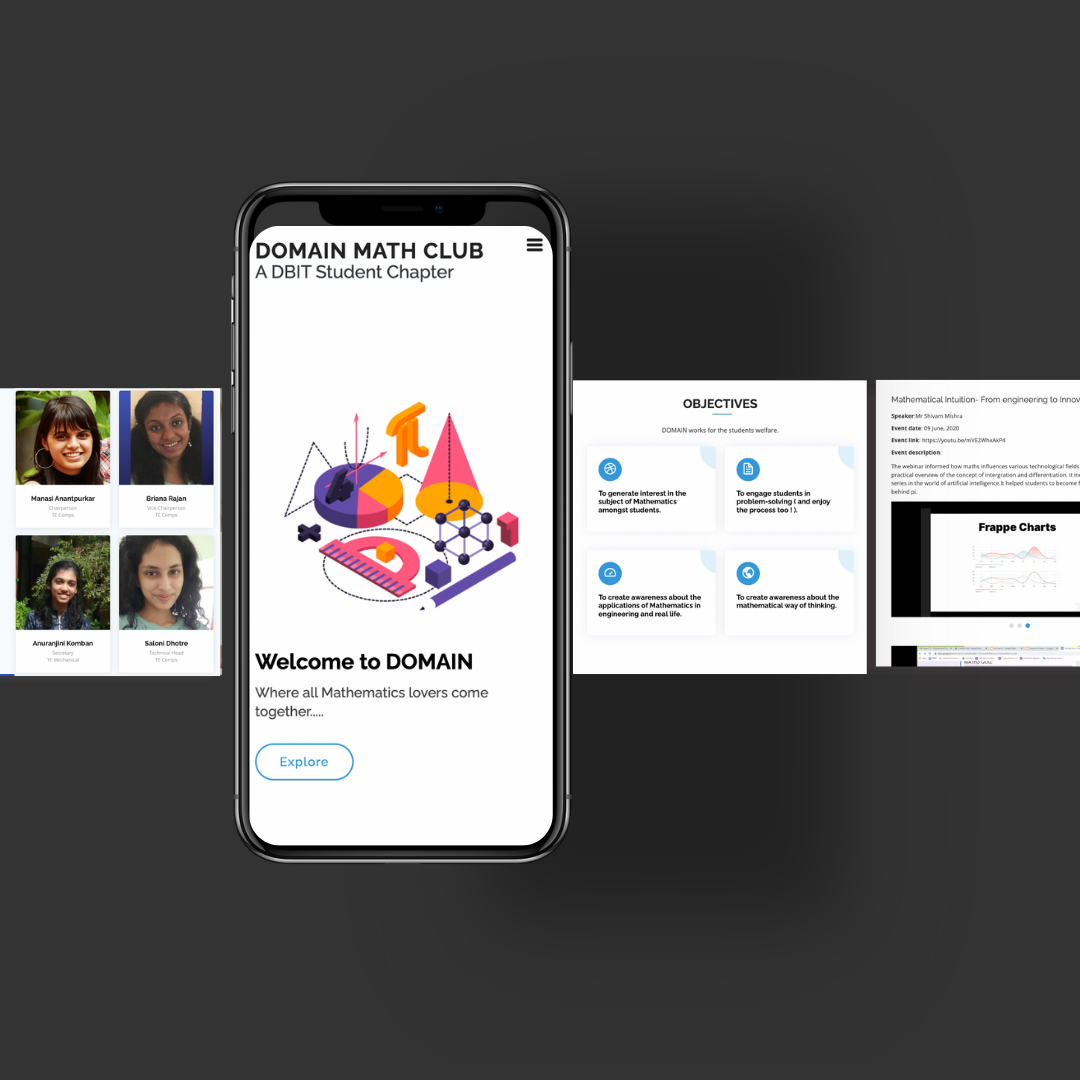 DOMAIN MATH CLUB
A DBIT Student Chapter
Welcome to DOMAIN
Where all Mathematics lovers come
together.....
Explore
Manasi Anantpurkar
Chairperson
TE Comps
Briana Rajan
Vice Chairperson
TE Comps
Anuranjini Komban
Secretary
TE Mechanical
Saloni Dhotre
Technical Head
TE Comps
OBJECTIVES
DOMAIN works for the students welfare.
To generate interest in the
subject of Mathematics
amongst students.
To engage students in
problem-solving ( and enjoy
the process too ! ).
To create awareness about the
applications of Mathematics in
engineering and real life.
To create awareness about the
mathematical way of thinking.
Mathematical Intuition- From engineering to Innov
Speaker:Mr Shivam Mishra
Event date: 09 June, 2020
Event link: https://youtu.be/mVE2WhxAkP4
Event description:
The webinar informed how maths influences various technological fields
practical overview of the concept of intergration and differentiation. It
series in the world of artificial intelligence.It helped students to become
behind pi.
Frappe Charts